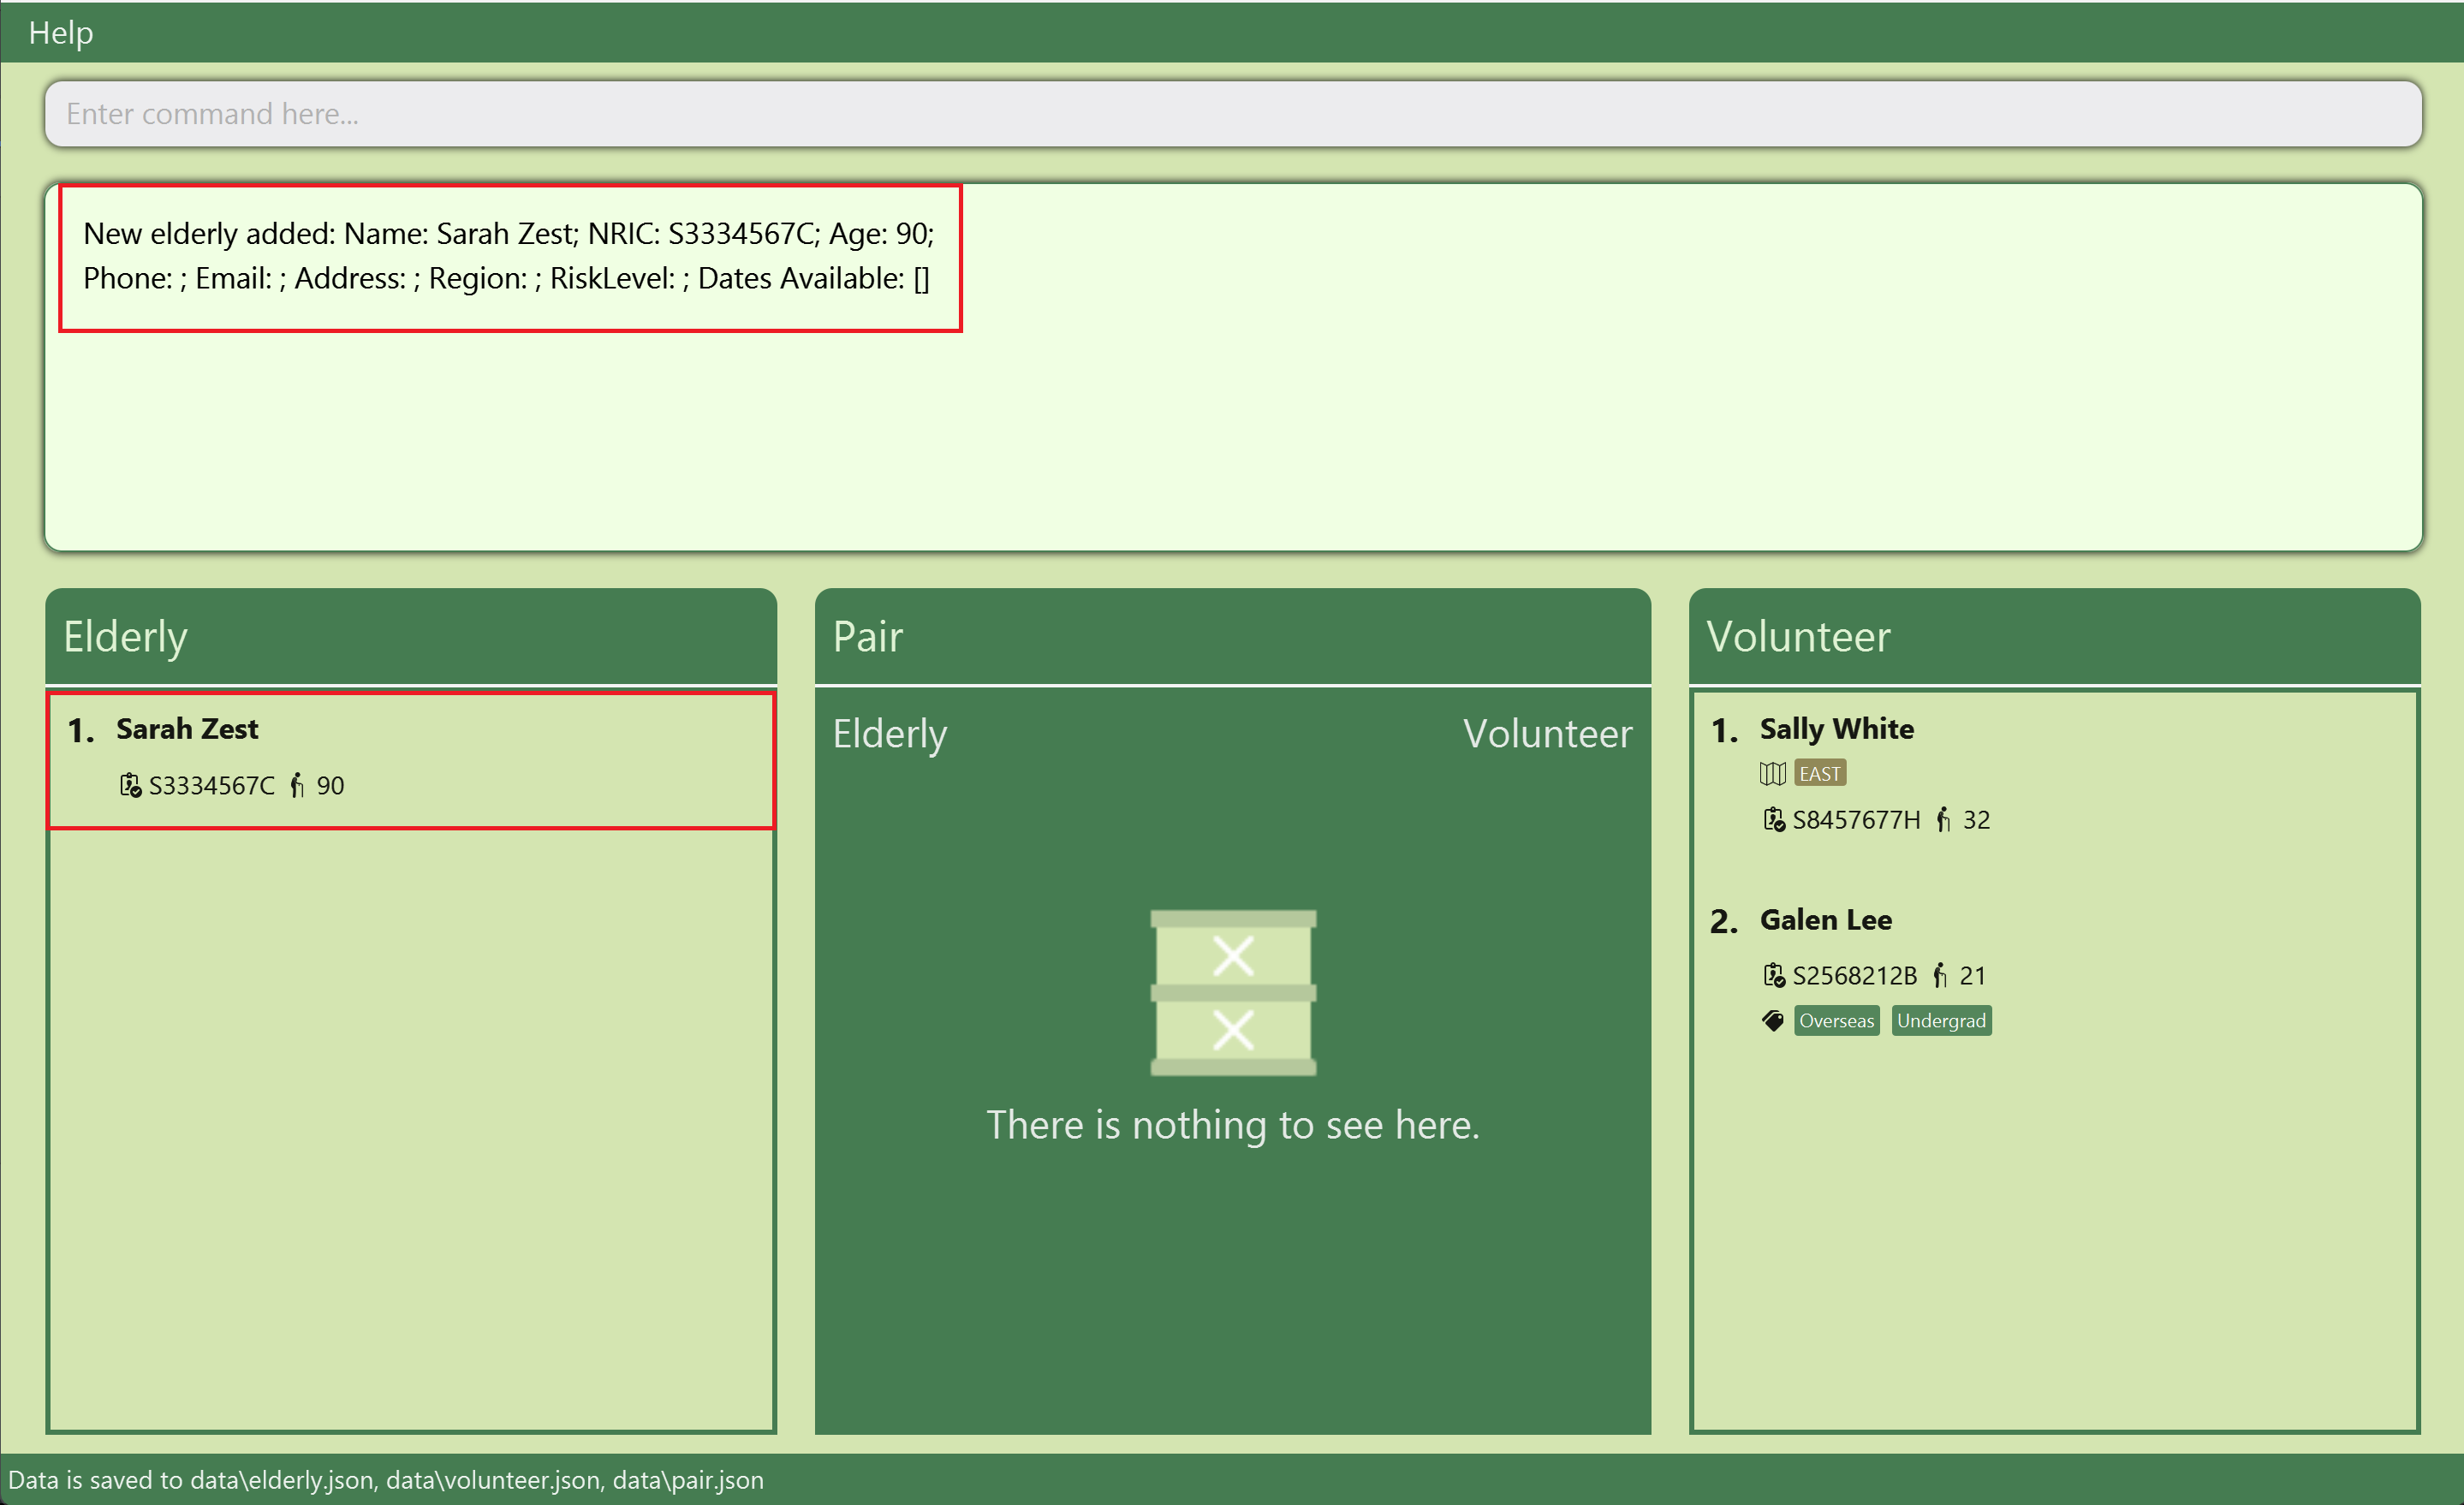 Help
Enter command here...
New elderly added: Name: Sarah Zest; NRIC: S3334567C; Age: 90;
Phone: ; Email: ; Address: ; Region: ; RiskLevel: ; Dates Available: []
Elderly
1. Sarah Zest
S3334567C 90
Pair
Elderly Volunteer
There is nothing to see here.
Volunteer
1. Sally White
EAST
S8457677H 32
2. Galen Lee
S2568212B 21
Overseas Undergrad
Data is saved to data\elderly.json, data\volunteer.json, data\pair.json